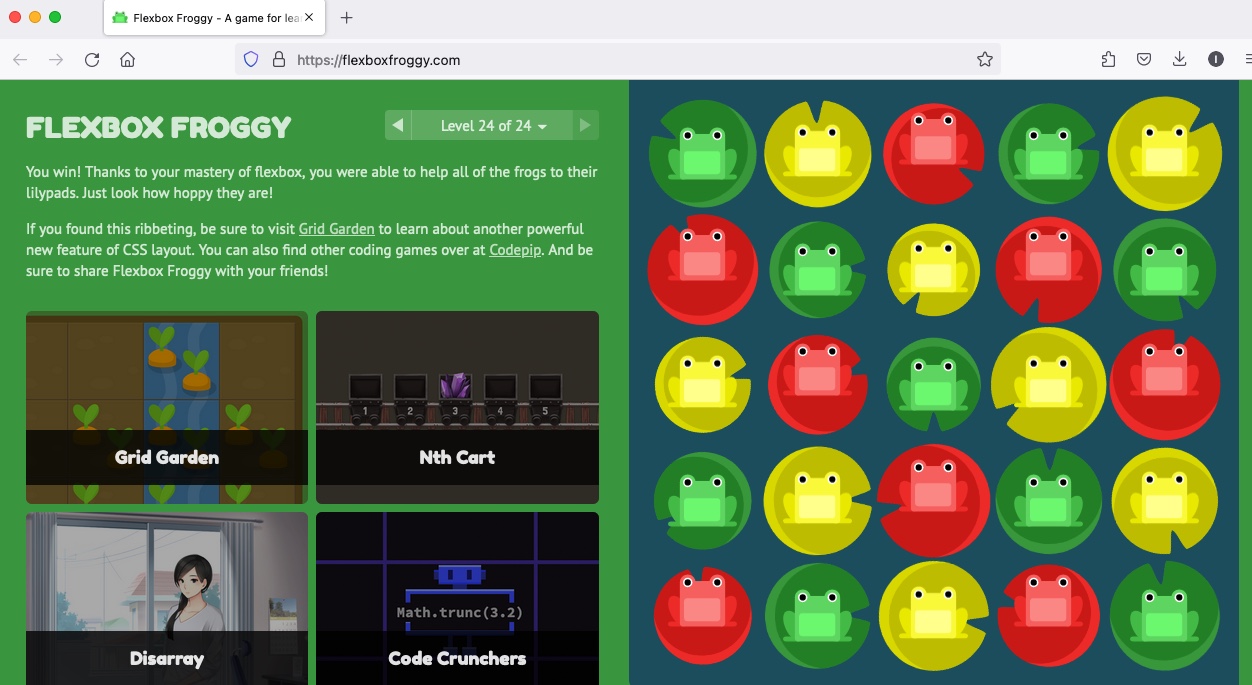 Flexbox Froggy - A game for lea
https://flexboxfroggy.com
FLEXBOX FROGGY
Level 24 of 24
You win! Thanks to your mastery of flexbox, you were able to help all of the frogs to their
lilypads. Just look how hoppy they are!
If you found this ribbeting, be sure to visit Grid Garden to learn about another powerful
new feature of CSS layout. You can also find other coding games over at Codepip. And be
sure to share Flexbox Froggy with your friends!
Grid Garden
1 2 3 4 5
Nth Cart
Disarray
Math.trunc(3.2)
Code Crunchers